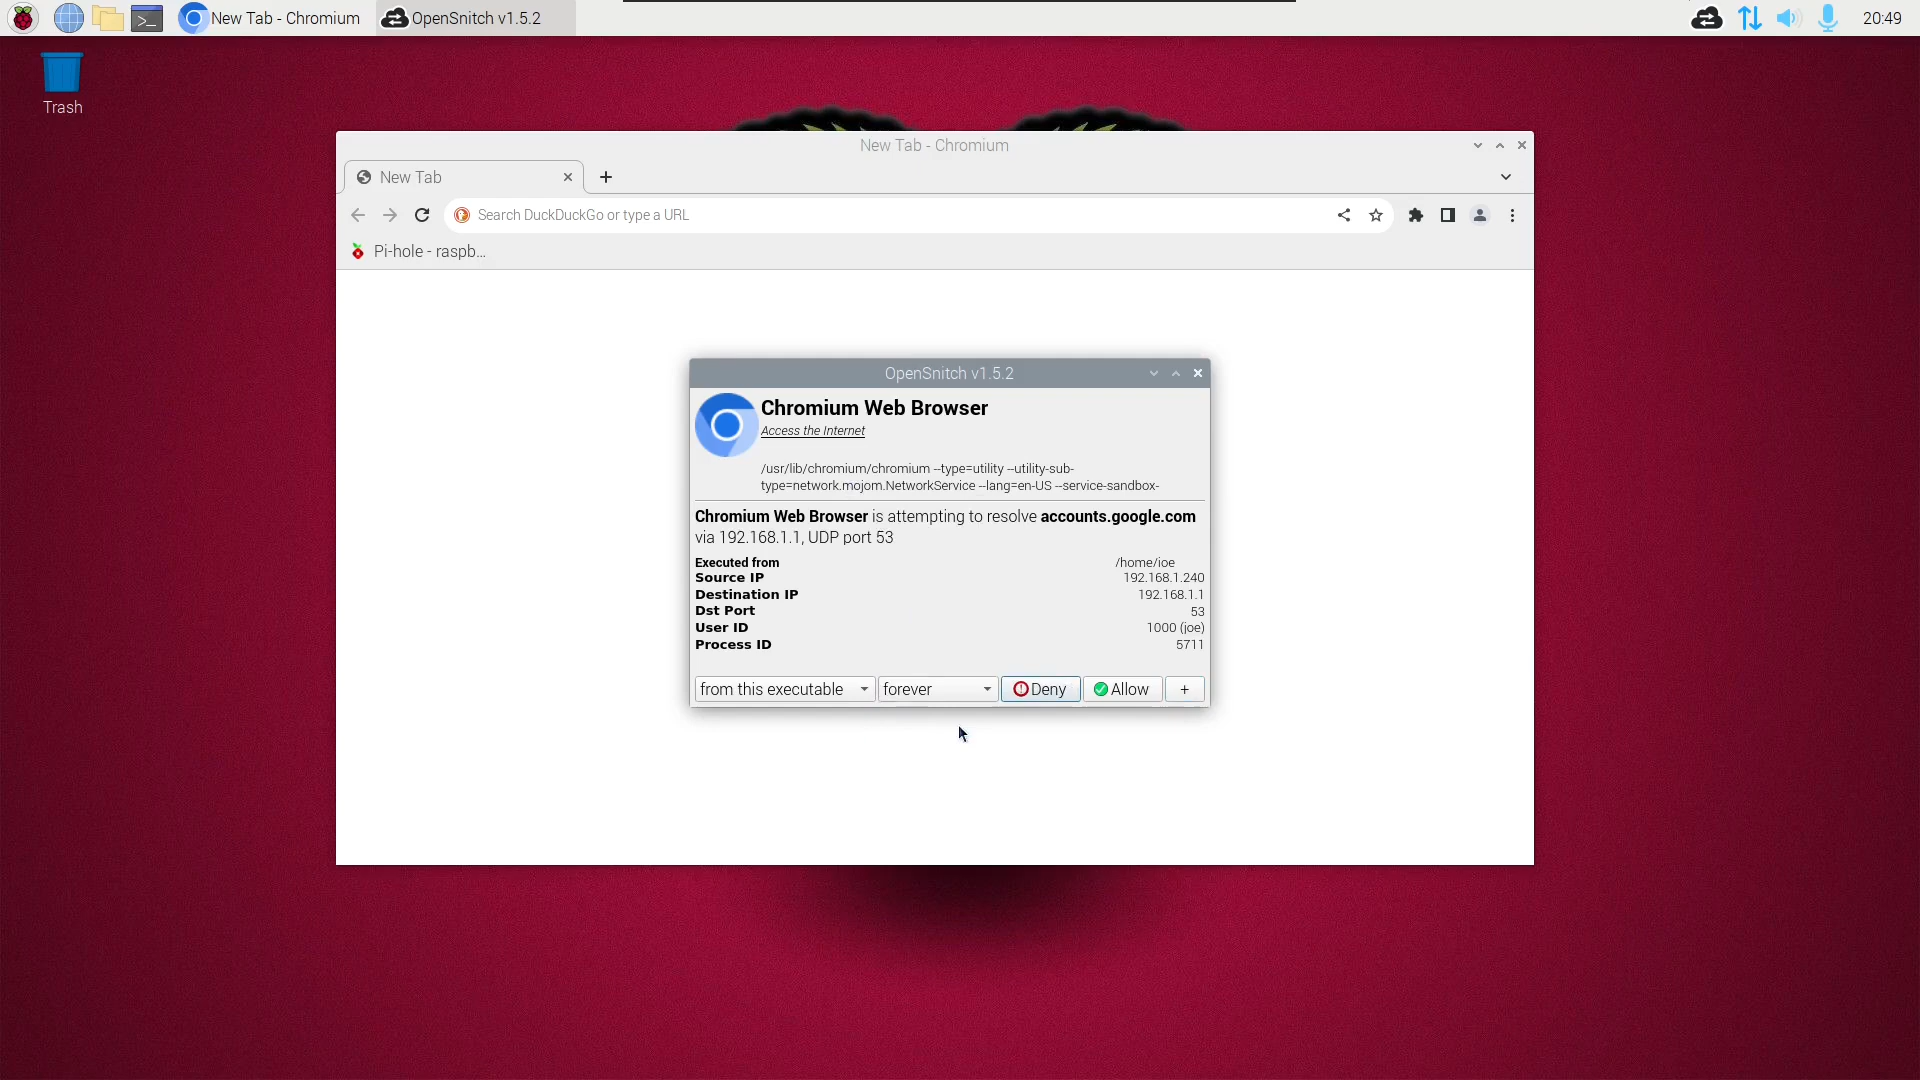 New Tab - Chromium
OpenSnitch v1.5.2
20:49
Trash
New Tab - Chromium
New Tab
Search DuckDuckGo or type a URL
Pi-hole - raspb...
OpenSnitch v1.5.2
Chromium Web Browser
Access the Internet
/usr/lib/chromium/chromium --type=utility --utility-sub-
type=network.mojom.NetworkService --lang=en-US --service-sandbox-
Chromium Web Browser is attempting to resolve accounts.google.com
via 192.168.1.1, UDP port 53
Executed from /home/joe
Source IP 192.168.1.240
Destination IP 192.168.1.1
Dst Port 53
User ID 1000 (joe)
Process ID 5711
from this executable forever Deny Allow +